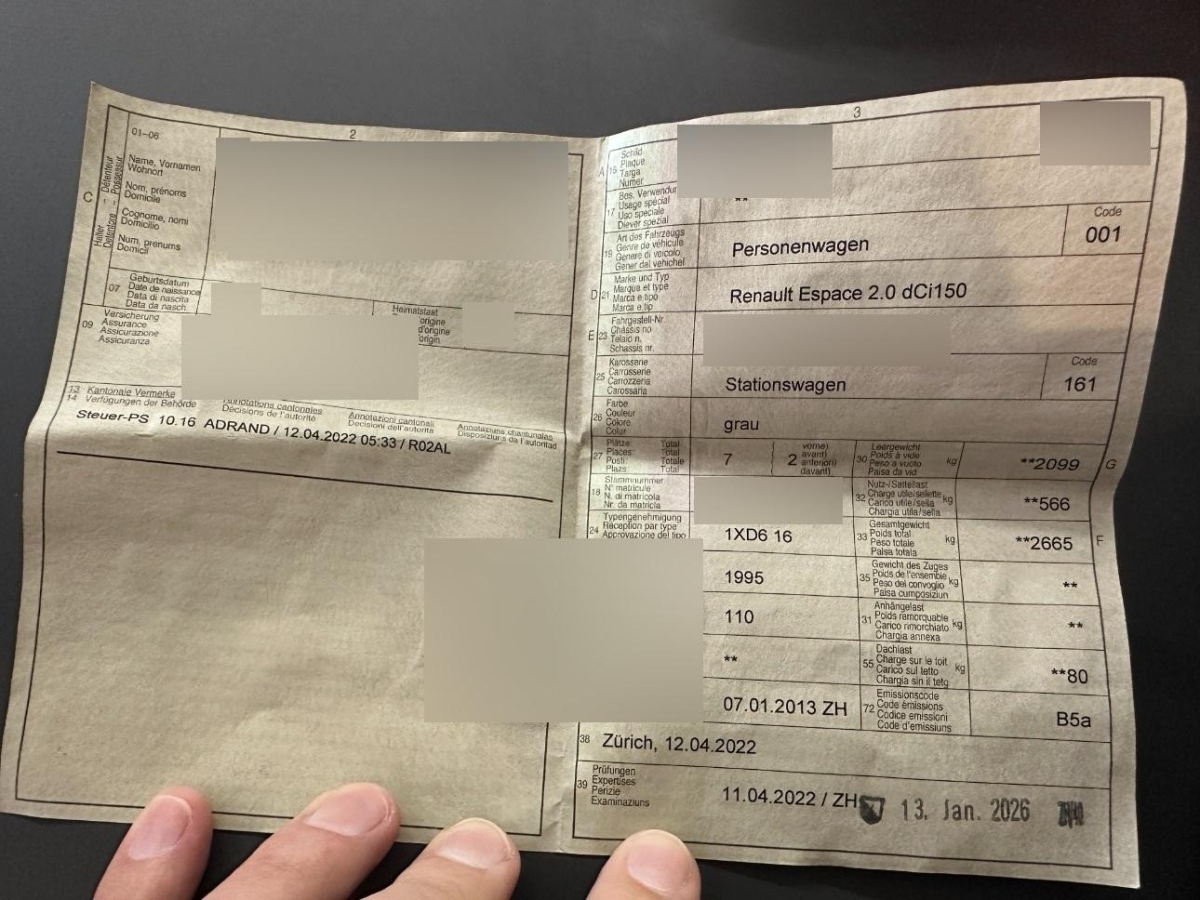 2
01–06
C
Halter
Détenteur
Detentore
Possessur
Name, Vornamen
Wohnort
Nom, prénoms
Domicile
Cognome, nomi
Domicilio
Num, prenums
Domicil
07
Geburtsdatum
Date de naissance
Data di nascita
Data da nasch.
Heimatstaat
origine
d'origine
origin
09
Versicherung
Assurance
Assicurazione
Assicuranza
13 Kantonale Vermerke
14 Verfügungen der Behörde
Annotations cantonales
Décisions de l'autorité
Annotazioni cantonali
Decisioni dell'autorità
Annotaziuns chantunalas
Disposiziuns da l'autoritad
Steuer-PS 10.16 ADRAND / 12.04.2022 05:33 / R02AL
3
A 15
Schild
Plaque
Targa
Numer
17
Bes. Verwendun
Usage spécial
Uso speciale
Diever spezial
**
19
Art des Fahrzeugs
Genre de véhicule
Genere di veicolo
Gener dal vehichel
Personenwagen
Code
001
D 21
Marke und Typ
Marque et type
Marca e tipo
Marca e tip
Renault Espace 2.0 dCi150
E 23
Fahrgestell-Nr.
Châssis no
Telaio n.
Schassis nr.
25
Karosserie
Carrosserie
Carrozzeria
Carossaria
Stationswagen
Code
161
26
Farbe
Couleur
Colore
Colur
grau
27
Plätze Total
Places Total
Posti Totale
Plazs Total
7
2
vorne)
avant)
anteriori)
davant)
30
Leergewicht
Poids à vide
Peso a vuoto
Paisa da vid
kg
**2099
G
18
Stammnummer
N° matricule
N. di matricola
Nr. da matricla
32
Nutz-/Sattellast
Charge utile/sellette
Carico utile/sella
Chargia utila/sella
kg
**566
24
Typengenehmigung
Réception par type
Approvazione del tipo
1XD6 16
33
Gesamtgewicht
Poids total
Peso totale
Paisa totala
kg
**2665
F
1995
35
Gewicht des Zuges
Poids de l'ensemble
Peso del convoglio
Paisa cumposiziun
kg
**
110
31
Anhängelast
Poids remorquable
Carico rimorchiato
Chargia annexa
kg
**
**
55
Dachlast
Charge sur le toit
Carico sul tetto
Chargia sin il tetg
kg
**80
07.01.2013 ZH
72
Emissionscode
Code émissions
Codice emissioni
Code d'emissiuns
B5a
38 Zürich, 12.04.2022
39
Prüfungen
Expertises
Perizie
Examinaziuns
11.04.2022 / ZH
13. Jan. 2026